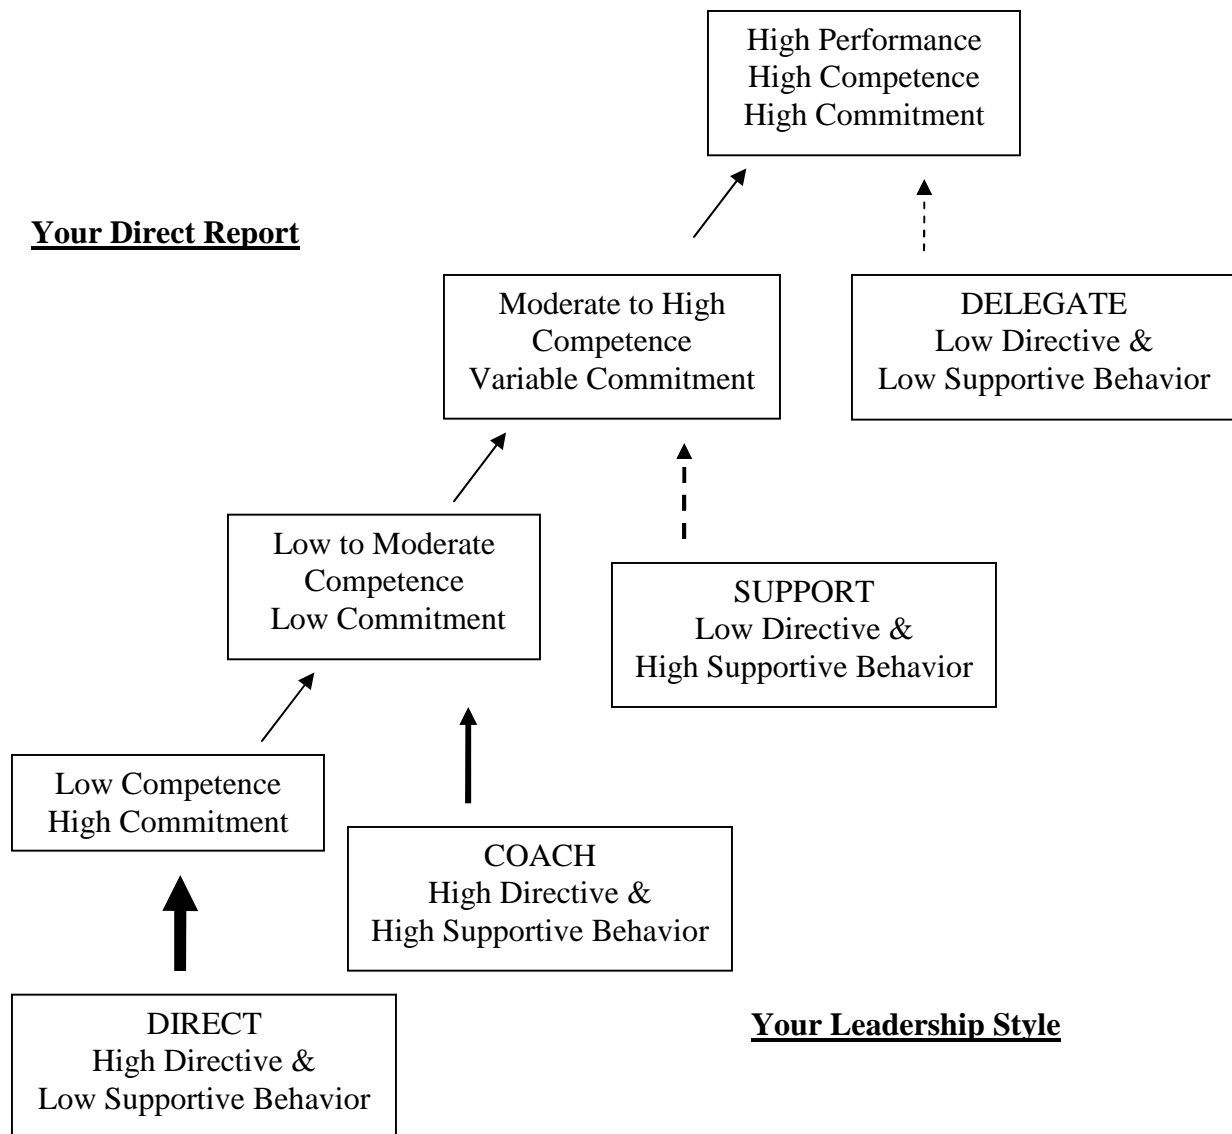 High Performance
High Competence
High Commitment
Your Direct Report
Moderate to High
Competence
Variable Commitment
DELEGATE
Low Directive &
Low Supportive Behavior
Low to Moderate
Competence
Low Commitment
SUPPORT
Low Directive &
High Supportive Behavior
Low Competence
High Commitment
COACH
High Directive &
High Supportive Behavior
DIRECT
High Directive &
Low Supportive Behavior
Your Leadership Style